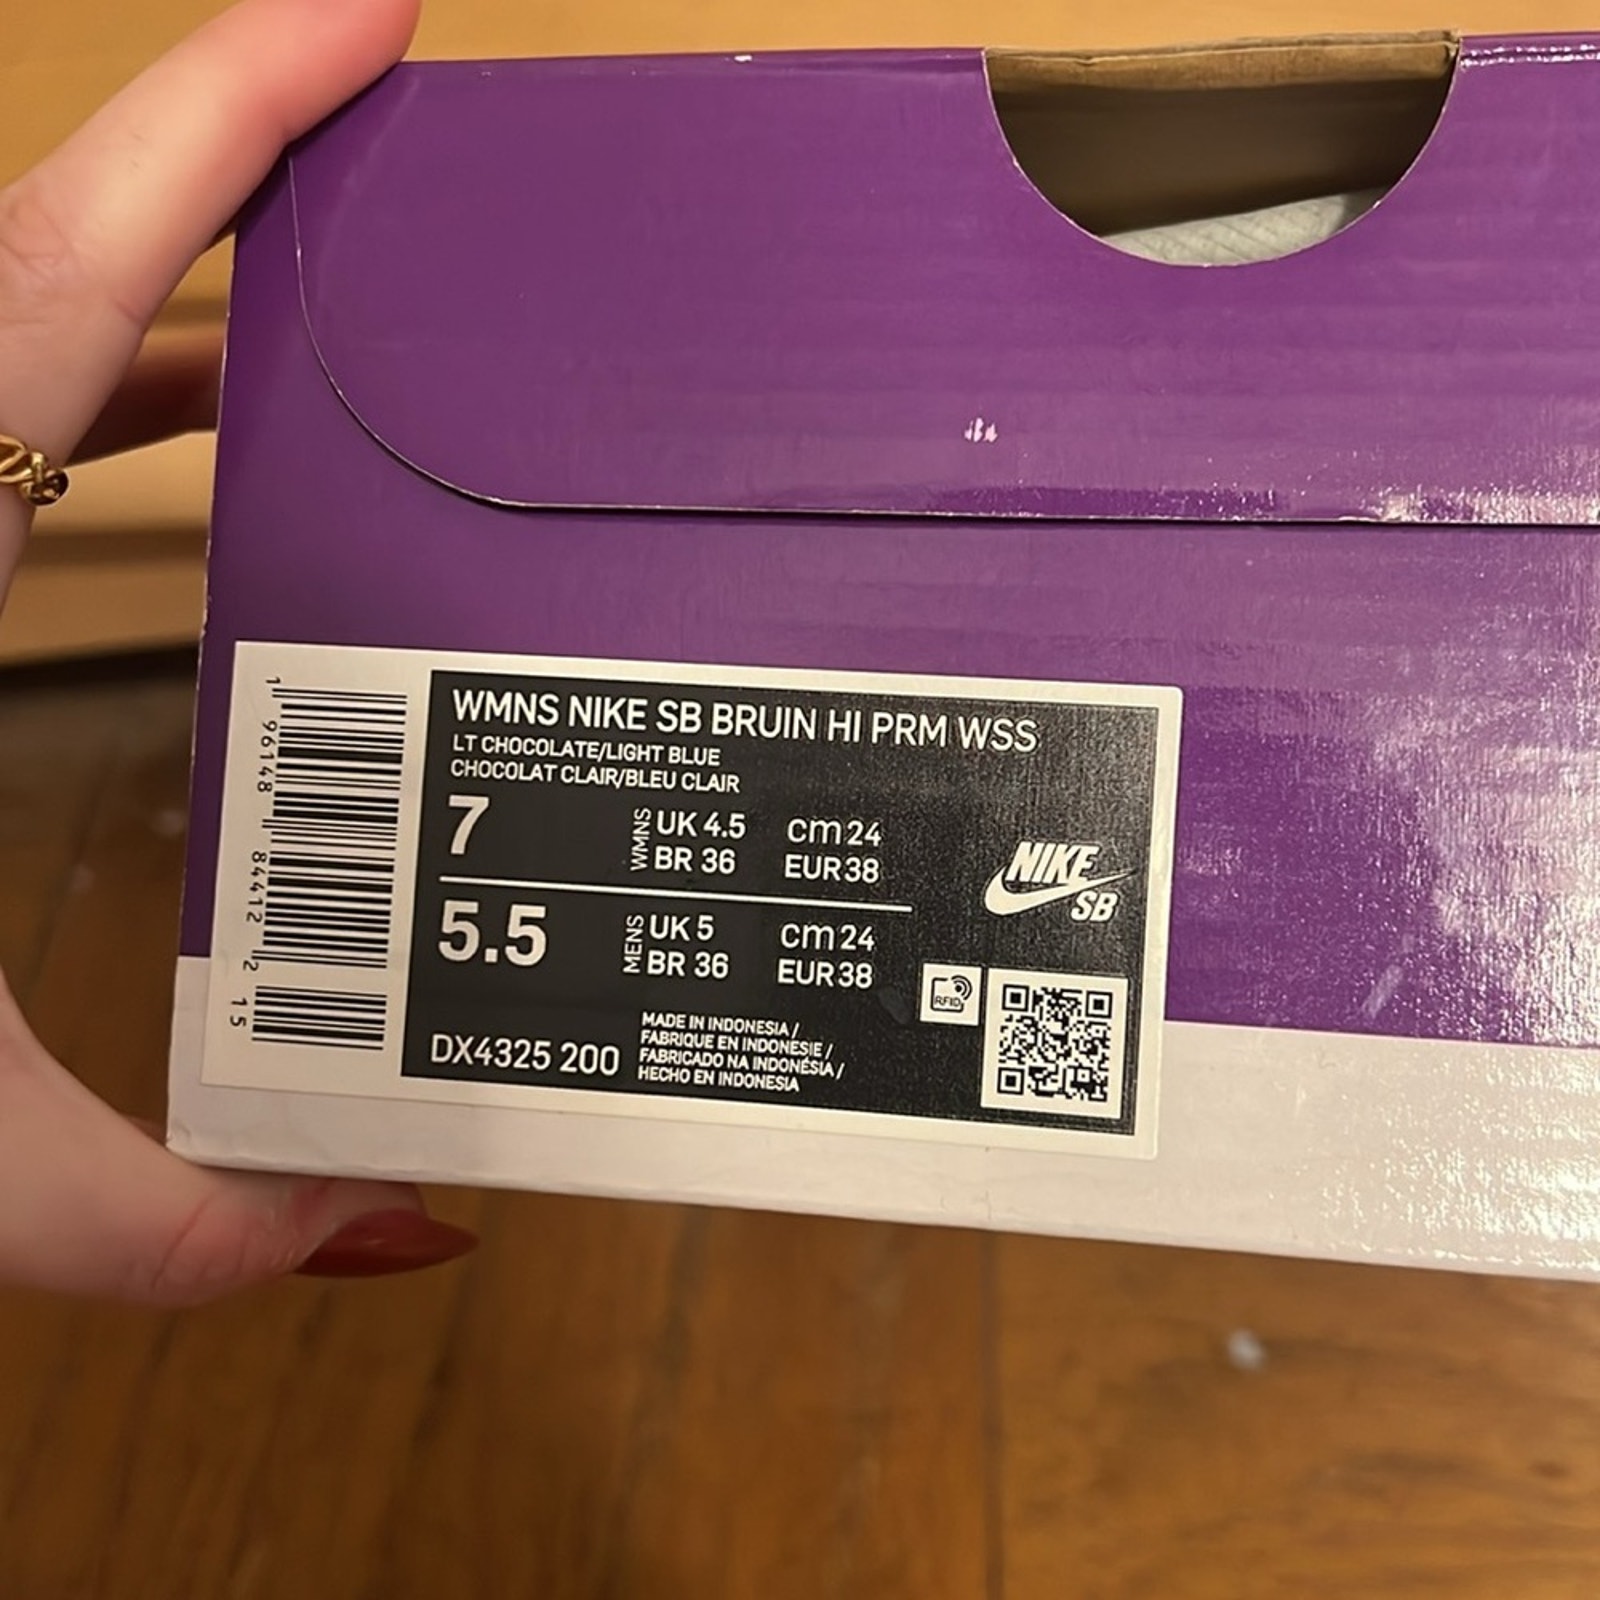 WMNS NIKE SB BRUIN HI PRM WSS
LT CHOCOLATE/LIGHT BLUE
CHOCOLAT CLAIR/BLEU CLAIR
7 WMNS UK 4.5 cm 24
BR 36 EUR 38
5.5 MENS UK 5 cm 24
BR 36 EUR 38
NIKE
SB
RFID
DX4325 200
MADE IN INDONESIA /
FABRIQUE EN INDONESIE /
FABRICADO NA INDONÉSIA /
HECHO EN INDONESIA
1 96148 84412 2 15